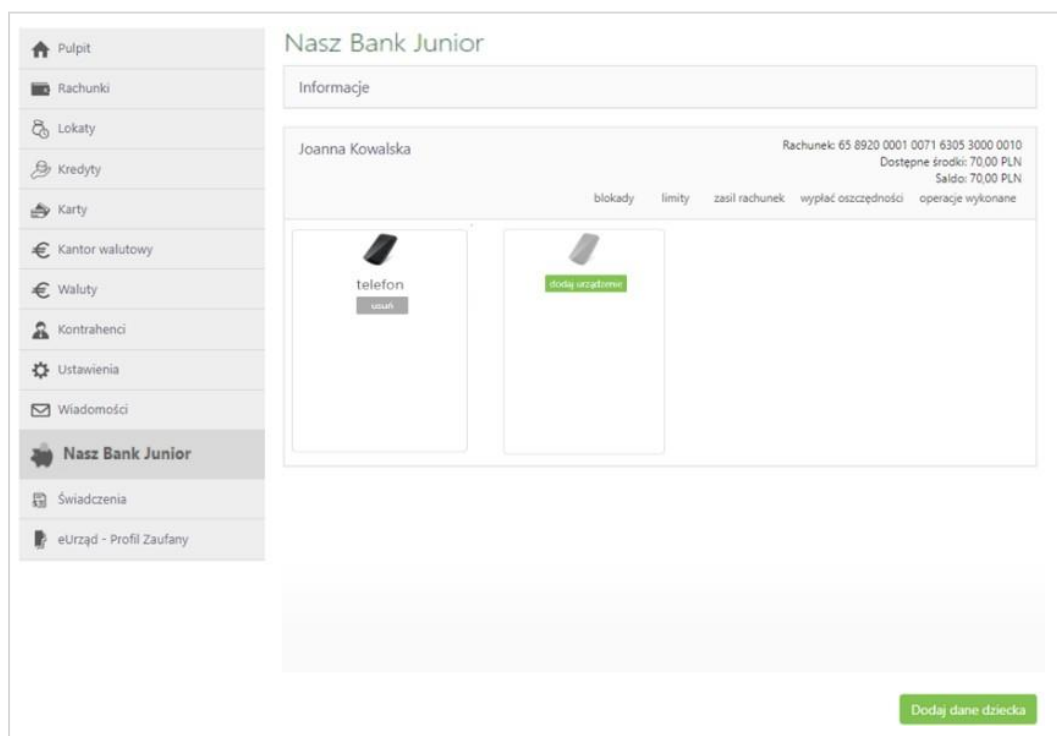 Pulpit
Rachunki
Lokaty
Kredyty
Karty
Kantor walutowy
Waluty
Kontrahenci
Ustawienia
Wiadomości
Nasz Bank Junior
Świadczenia
eUrząd - Profil Zaufany
Nasz Bank Junior
Informacje
Joanna Kowalska
Rachunek: 65 8920 0001 0071 6305 3000 0010
Dostępne środki: 70,00 PLN
Saldo: 70,00 PLN
blokady limity zasil rachunek wypłać oszczędności operacje wykonane
telefon
usuń
dodaj urządzenie
Dodaj dane dziecka